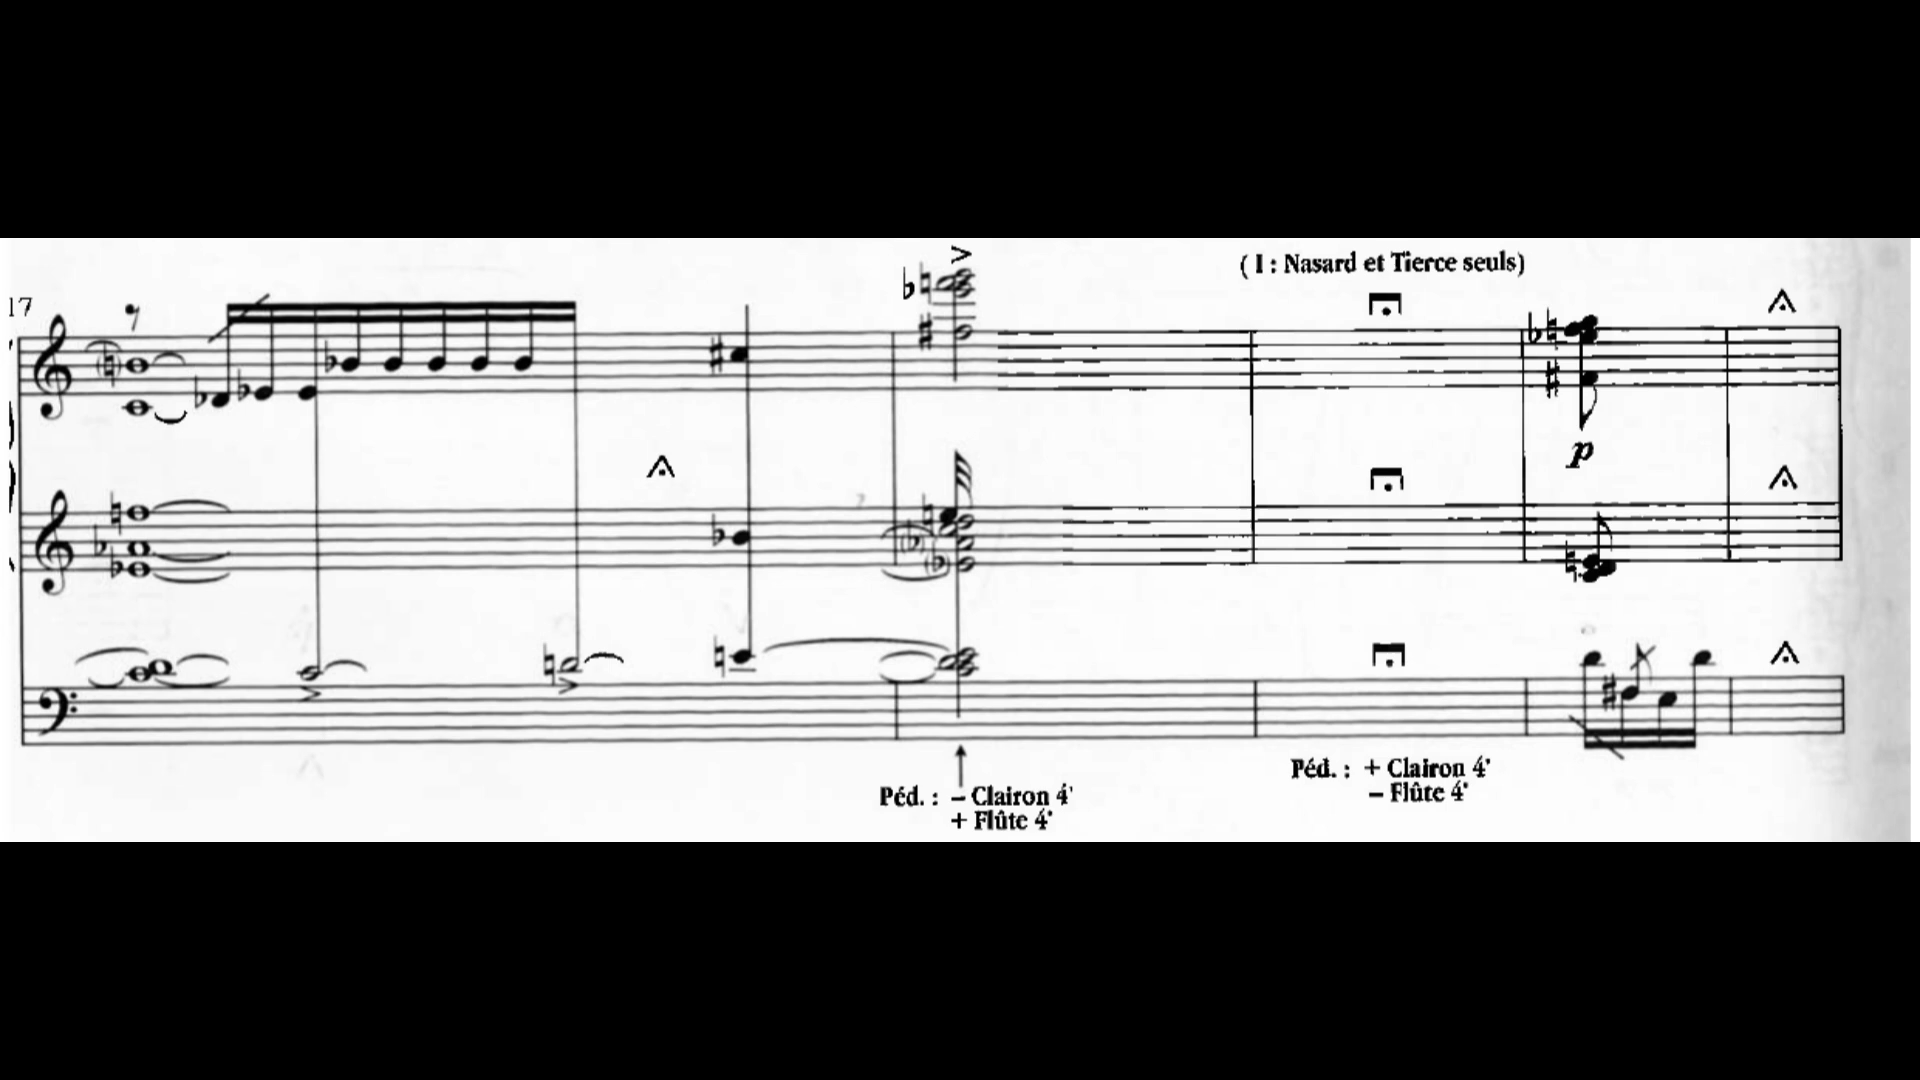 17
( I : Nasard et Tierce seuls)
p
Péd. : + Clairon 4'
– Flûte 4'
Péd. : – Clairon 4'
+ Flûte 4'